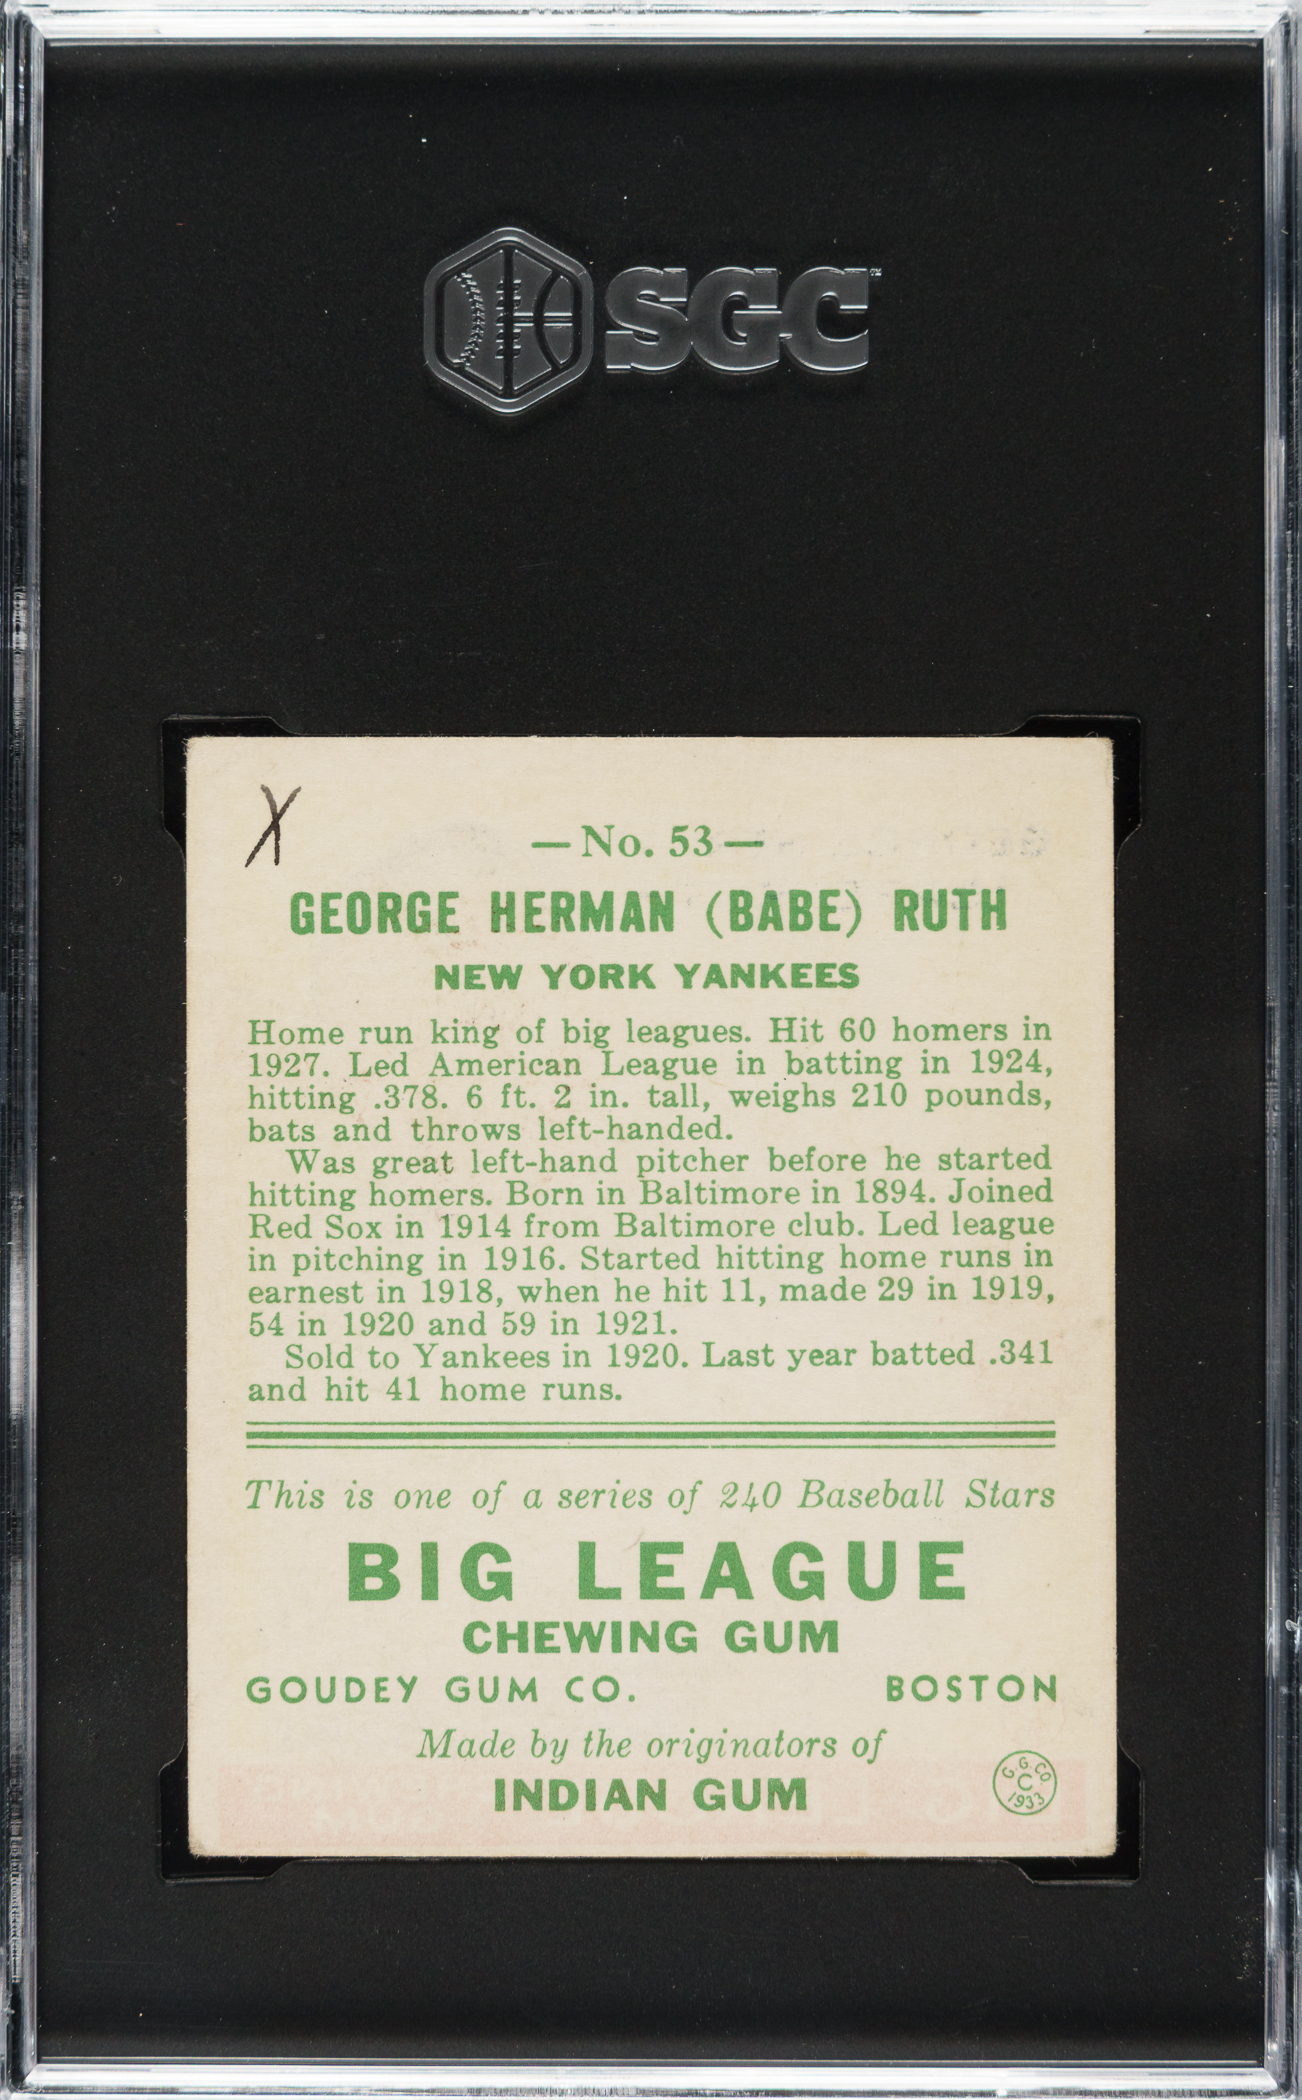 SGC™
X
—No. 53—
GEORGE HERMAN (BABE) RUTH
NEW YORK YANKEES
Home run king of big leagues. Hit 60 homers in
1927. Led American League in batting in 1924,
hitting .378. 6 ft. 2 in. tall, weighs 210 pounds,
bats and throws left-handed.
Was great left-hand pitcher before he started
hitting homers. Born in Baltimore in 1894. Joined
Red Sox in 1914 from Baltimore club. Led league
in pitching in 1916. Started hitting home runs in
earnest in 1918, when he hit 11, made 29 in 1919,
54 in 1920 and 59 in 1921.
Sold to Yankees in 1920. Last year batted .341
and hit 41 home runs.
This is one of a series of 240 Baseball Stars
BIG LEAGUE
CHEWING GUM
GOUDEY GUM CO. BOSTON
Made by the originators of
INDIAN GUM
G. G. CO.
C
1933